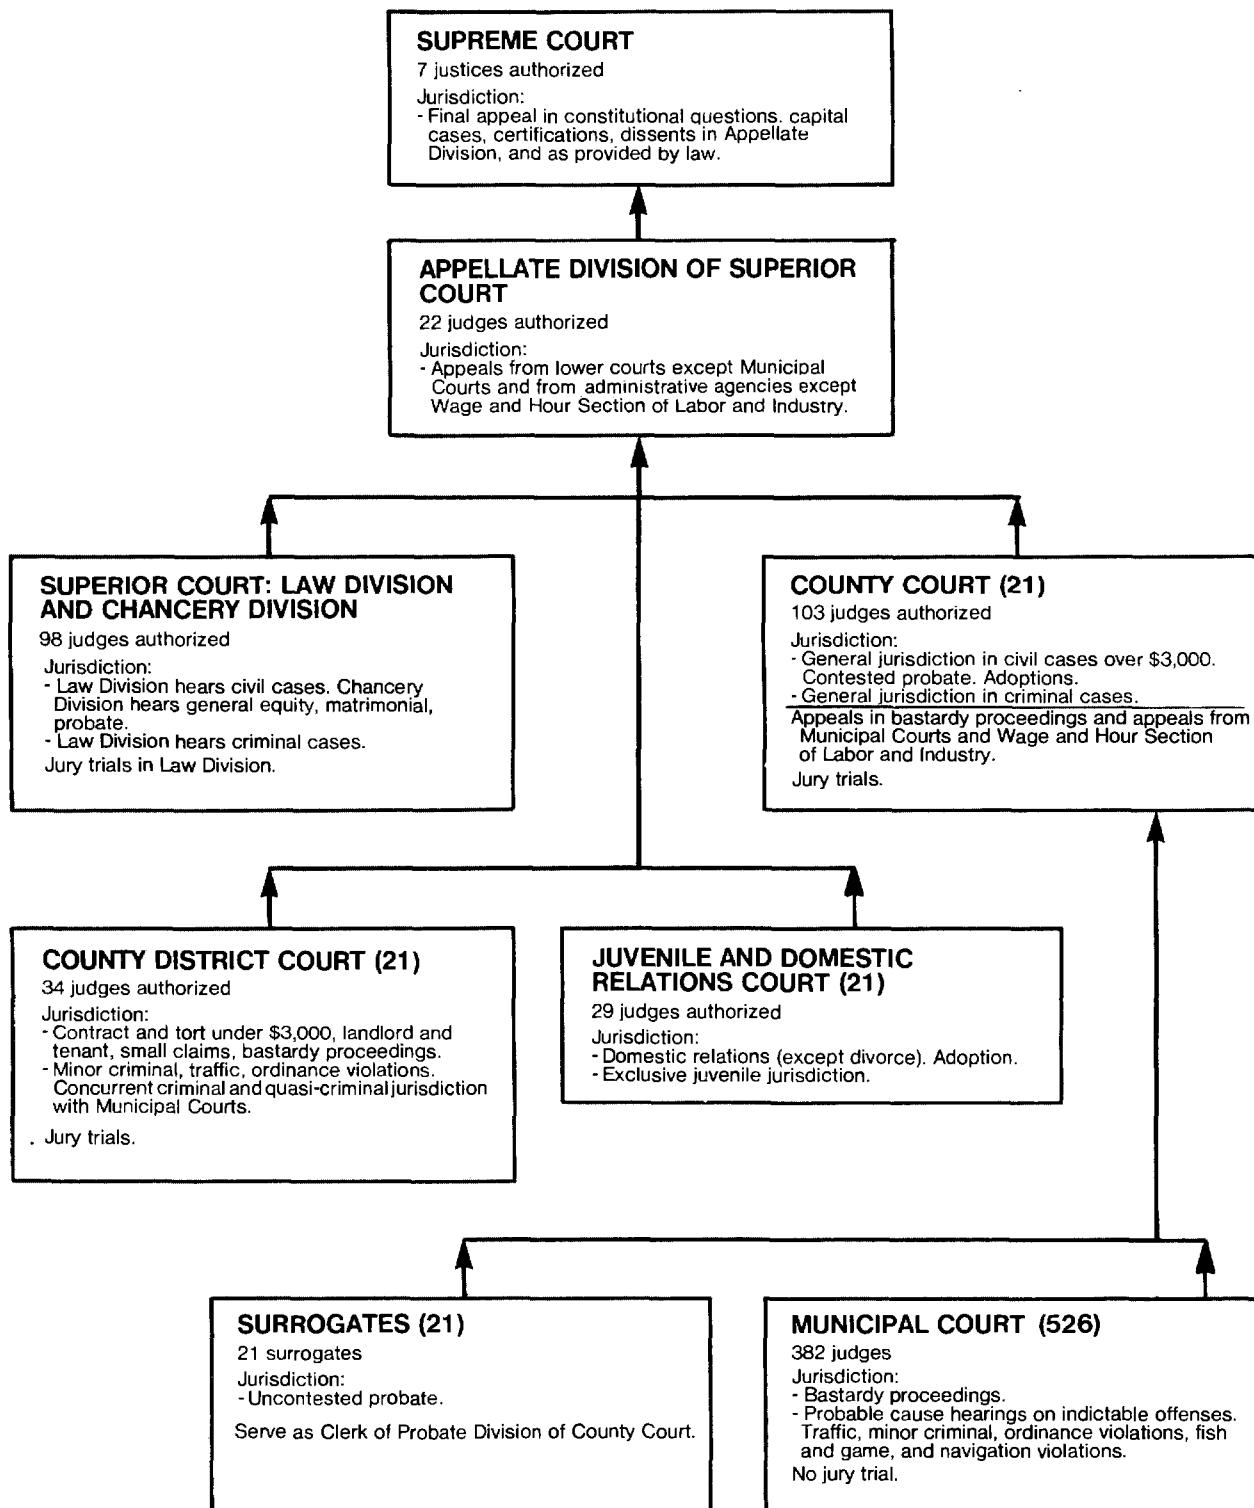 SUPREME COURT
7 justices authorized
Jurisdiction:
- Final appeal in constitutional questions. capital
cases, certifications, dissents in Appellate
Division, and as provided by law.
APPELLATE DIVISION OF SUPERIOR
COURT
22 judges authorized
Jurisdiction:
- Appeals from lower courts except Municipal
Courts and from administrative agencies except
Wage and Hour Section of Labor and Industry.
SUPERIOR COURT: LAW DIVISION
AND CHANCERY DIVISION
98 judges authorized
Jurisdiction:
- Law Division hears civil cases. Chancery
Division hears general equity, matrimonial,
probate.
- Law Division hears criminal cases.
Jury trials in Law Division.
COUNTY COURT (21)
103 judges authorized
Jurisdiction:
- General jurisdiction in civil cases over $3,000.
Contested probate. Adoptions.
- General jurisdiction in criminal cases.
Appeals in bastardy proceedings and appeals from
Municipal Courts and Wage and Hour Section
of Labor and Industry.
Jury trials.
COUNTY DISTRICT COURT (21)
34 judges authorized
Jurisdiction:
- Contract and tort under $3,000, landlord and
tenant, small claims, bastardy proceedings.
- Minor criminal, traffic, ordinance violations.
Concurrent criminal and quasi-criminal jurisdiction
with Municipal Courts.
. Jury trials.
JUVENILE AND DOMESTIC
RELATIONS COURT (21)
29 judges authorized
Jurisdiction:
- Domestic relations (except divorce). Adoption.
- Exclusive juvenile jurisdiction.
SURROGATES (21)
21 surrogates
Jurisdiction:
- Uncontested probate.
Serve as Clerk of Probate Division of County Court.
MUNICIPAL COURT (526)
382 judges
Jurisdiction:
- Bastardy proceedings.
- Probable cause hearings on indictable offenses.
Traffic, minor criminal, ordinance violations, fish
and game, and navigation violations.
No jury trial.